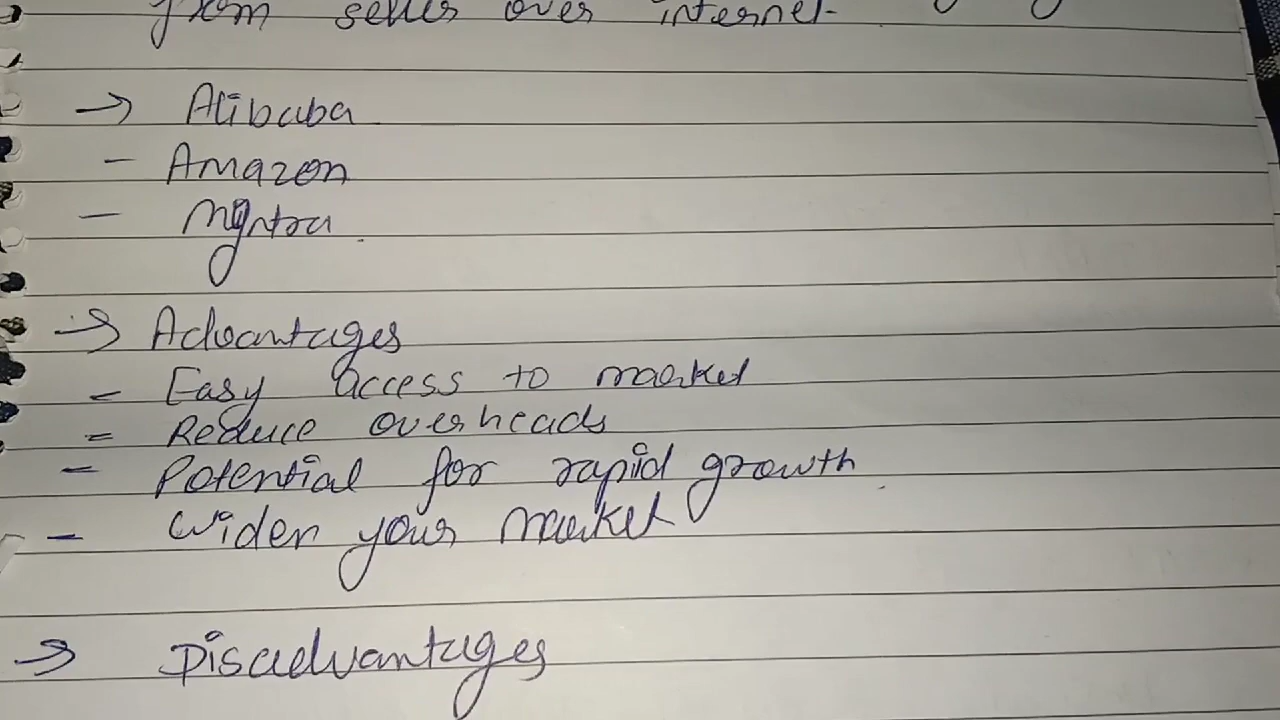 from sellers over internet.
→ Alibaba
- Amazon
- Myntra
→ Advantages
- Easy access to market
= Reduce overheads
- Potential for rapid growth
- Widen your market
→ Disadvantages